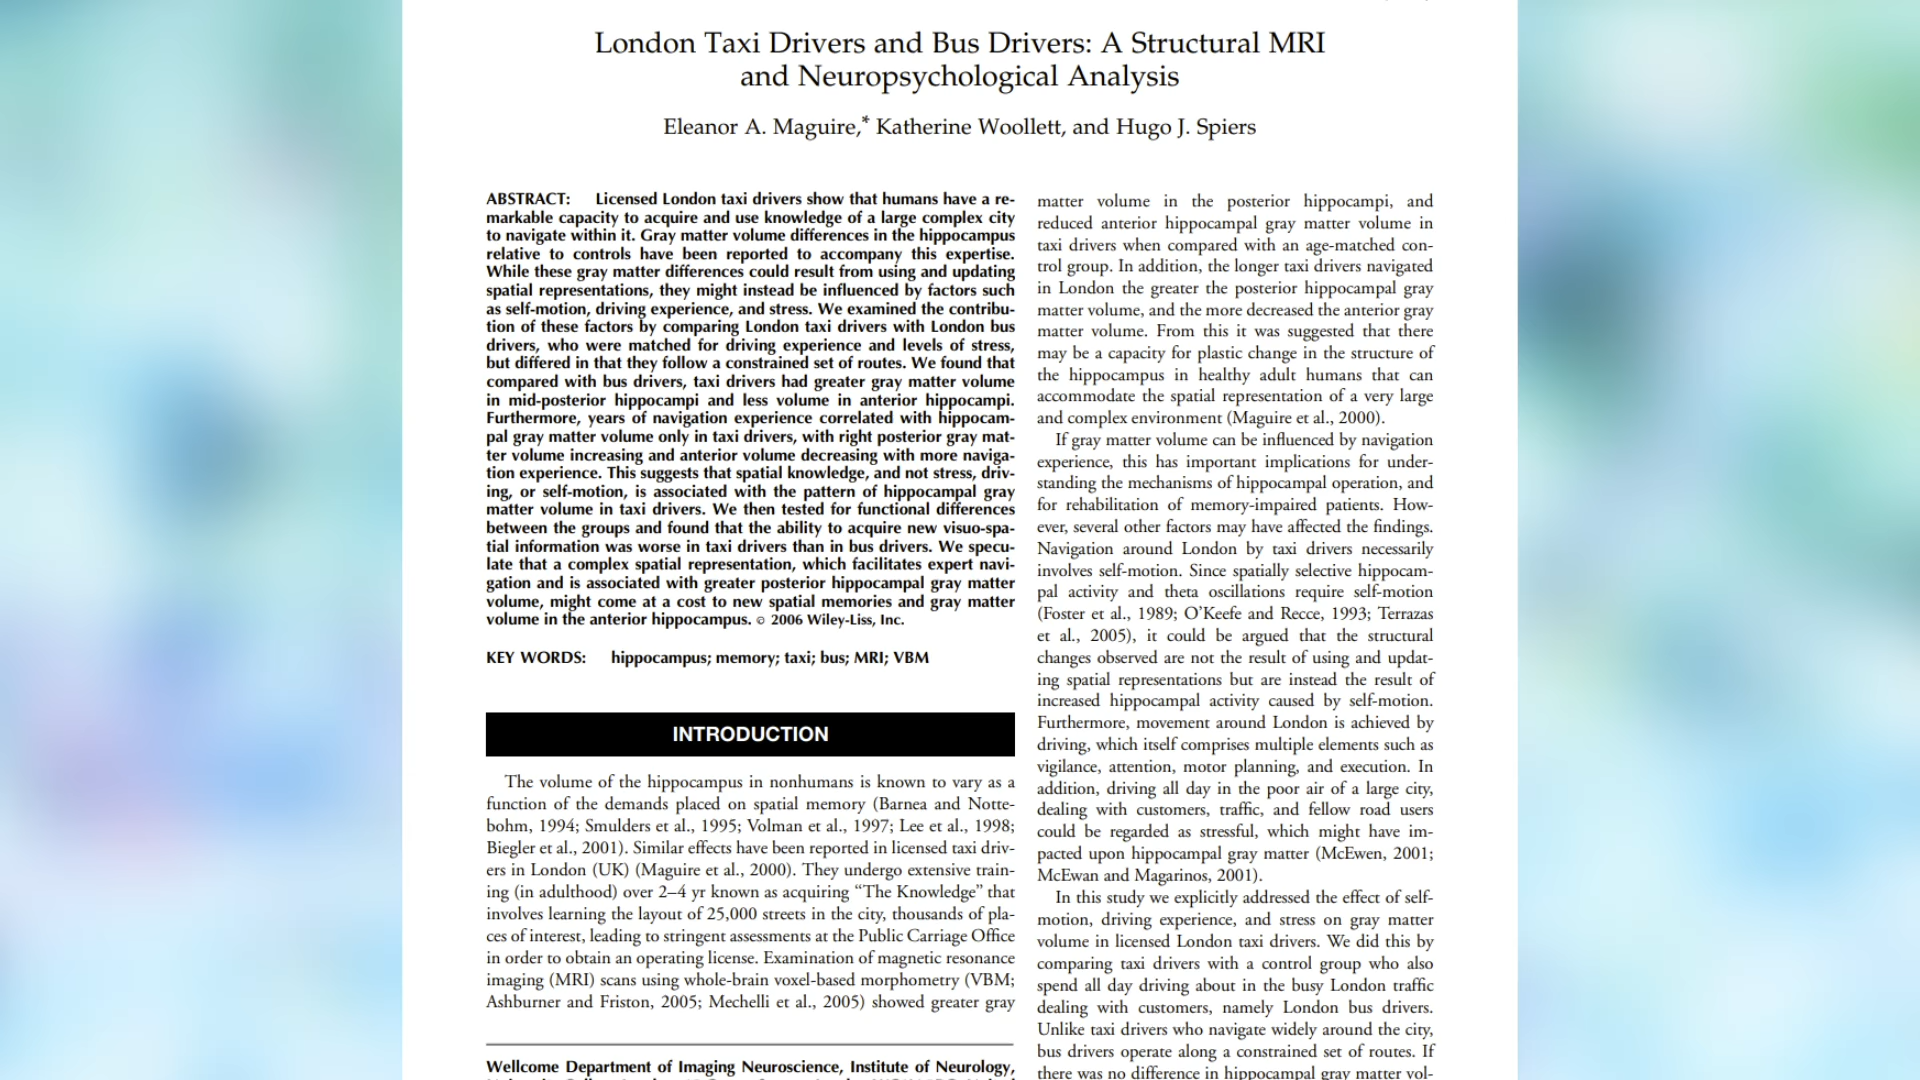 London Taxi Drivers and Bus Drivers: A Structural MRI
and Neuropsychological Analysis
Eleanor A. Maguire,* Katherine Woollett, and Hugo J. Spiers
ABSTRACT: Licensed London taxi drivers show that humans have a re-
markable capacity to acquire and use knowledge of a large complex city
to navigate within it. Gray matter volume differences in the hippocampus
relative to controls have been reported to accompany this expertise.
While these gray matter differences could result from using and updating
spatial representations, they might instead be influenced by factors such
as self-motion, driving experience, and stress. We examined the contribu-
tion of these factors by comparing London taxi drivers with London bus
drivers, who were matched for driving experience and levels of stress,
but differed in that they follow a constrained set of routes. We found that
compared with bus drivers, taxi drivers had greater gray matter volume
in mid-posterior hippocampi and less volume in anterior hippocampi.
Furthermore, years of navigation experience correlated with hippocam-
pal gray matter volume only in taxi drivers, with right posterior gray mat-
ter volume increasing and anterior volume decreasing with more naviga-
tion experience. This suggests that spatial knowledge, and not stress, driv-
ing, or self-motion, is associated with the pattern of hippocampal gray
matter volume in taxi drivers. We then tested for functional differences
between the groups and found that the ability to acquire new visuo-spa-
tial information was worse in taxi drivers than in bus drivers. We specu-
late that a complex spatial representation, which facilitates expert navi-
gation and is associated with greater posterior hippocampal gray matter
volume, might come at a cost to new spatial memories and gray matter
volume in the anterior hippocampus. © 2006 Wiley-Liss, Inc.
KEY WORDS: hippocampus; memory; taxi; bus; MRI; VBM
INTRODUCTION
The volume of the hippocampus in nonhumans is known to vary as a
function of the demands placed on spatial memory (Barnea and Notte-
bohm, 1994; Smulders et al., 1995; Volman et al., 1997; Lee et al., 1998;
Biegler et al., 2001). Similar effects have been reported in licensed taxi driv-
ers in London (UK) (Maguire et al., 2000). They undergo extensive train-
ing (in adulthood) over 2–4 yr known as acquiring “The Knowledge” that
involves learning the layout of 25,000 streets in the city, thousands of pla-
ces of interest, leading to stringent assessments at the Public Carriage Office
in order to obtain an operating license. Examination of magnetic resonance
imaging (MRI) scans using whole-brain voxel-based morphometry (VBM;
Ashburner and Friston, 2005; Mechelli et al., 2005) showed greater gray
Wellcome Department of Imaging Neuroscience, Institute of Neurology,
matter volume in the posterior hippocampi, and
reduced anterior hippocampal gray matter volume in
taxi drivers when compared with an age-matched con-
trol group. In addition, the longer taxi drivers navigated
in London the greater the posterior hippocampal gray
matter volume, and the more decreased the anterior gray
matter volume. From this it was suggested that there
may be a capacity for plastic change in the structure of
the hippocampus in healthy adult humans that can
accommodate the spatial representation of a very large
and complex environment (Maguire et al., 2000).
If gray matter volume can be influenced by navigation
experience, this has important implications for under-
standing the mechanisms of hippocampal operation, and
for rehabilitation of memory-impaired patients. How-
ever, several other factors may have affected the findings.
Navigation around London by taxi drivers necessarily
involves self-motion. Since spatially selective hippocam-
pal activity and theta oscillations require self-motion
(Foster et al., 1989; O’Keefe and Recce, 1993; Terrazas
et al., 2005), it could be argued that the structural
changes observed are not the result of using and updat-
ing spatial representations but are instead the result of
increased hippocampal activity caused by self-motion.
Furthermore, movement around London is achieved by
driving, which itself comprises multiple elements such as
vigilance, attention, motor planning, and execution. In
addition, driving all day in the poor air of a large city,
dealing with customers, traffic, and fellow road users
could be regarded as stressful, which might have im-
pacted upon hippocampal gray matter (McEwen, 2001;
McEwan and Magarinos, 2001).
In this study we explicitly addressed the effect of self-
motion, driving experience, and stress on gray matter
volume in licensed London taxi drivers. We did this by
comparing taxi drivers with a control group who also
spend all day driving about in the busy London traffic
dealing with customers, namely London bus drivers.
Unlike taxi drivers who navigate widely around the city,
bus drivers operate along a constrained set of routes. If
there was no difference in hippocampal gray matter vol-